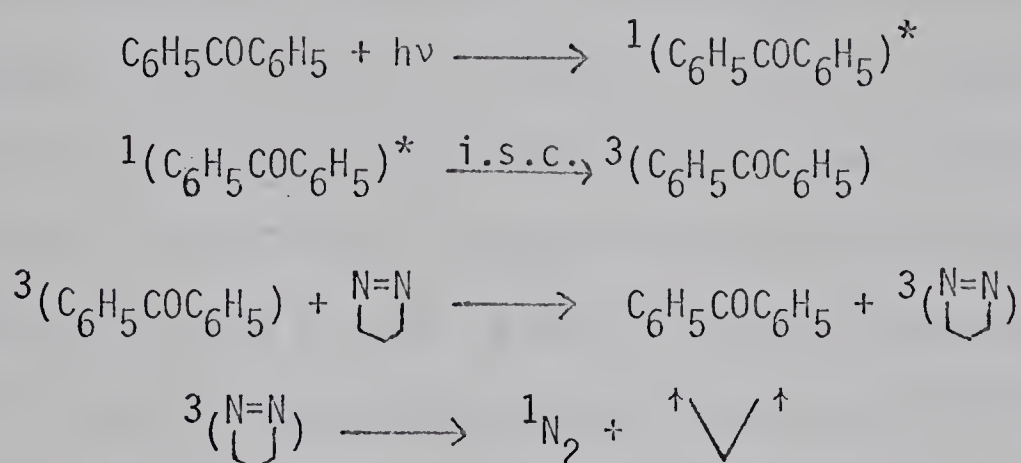 C6H5COC6H5 + hν ⟶ ¹(C6H5COC6H5)*
¹(C6H5COC6H5)* i.s.c.⟶ ³(C6H5COC6H5)
³(C6H5COC6H5) + N=N ⟶ C6H5COC6H5 + ³(N=N)
³(N=N) ⟶ ¹N2 + ↑ ↑